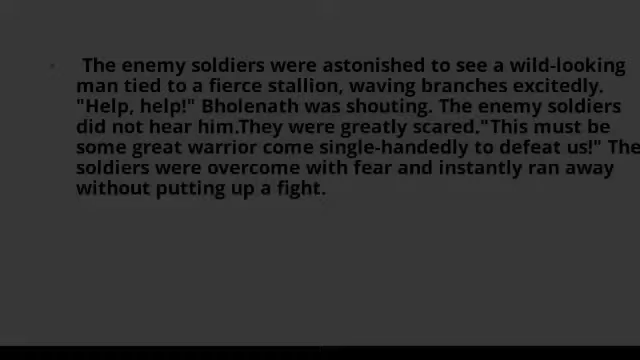 The enemy soldiers were astonished to see a wild-looking
man tied to a fierce stallion, waving branches excitedly.
"Help, help!" Bholenath was shouting. The enemy soldiers
did not hear him.They were greatly scared."This must be
some great warrior come single-handedly to defeat us!" The
soldiers were overcome with fear and instantly ran away
without putting up a fight.